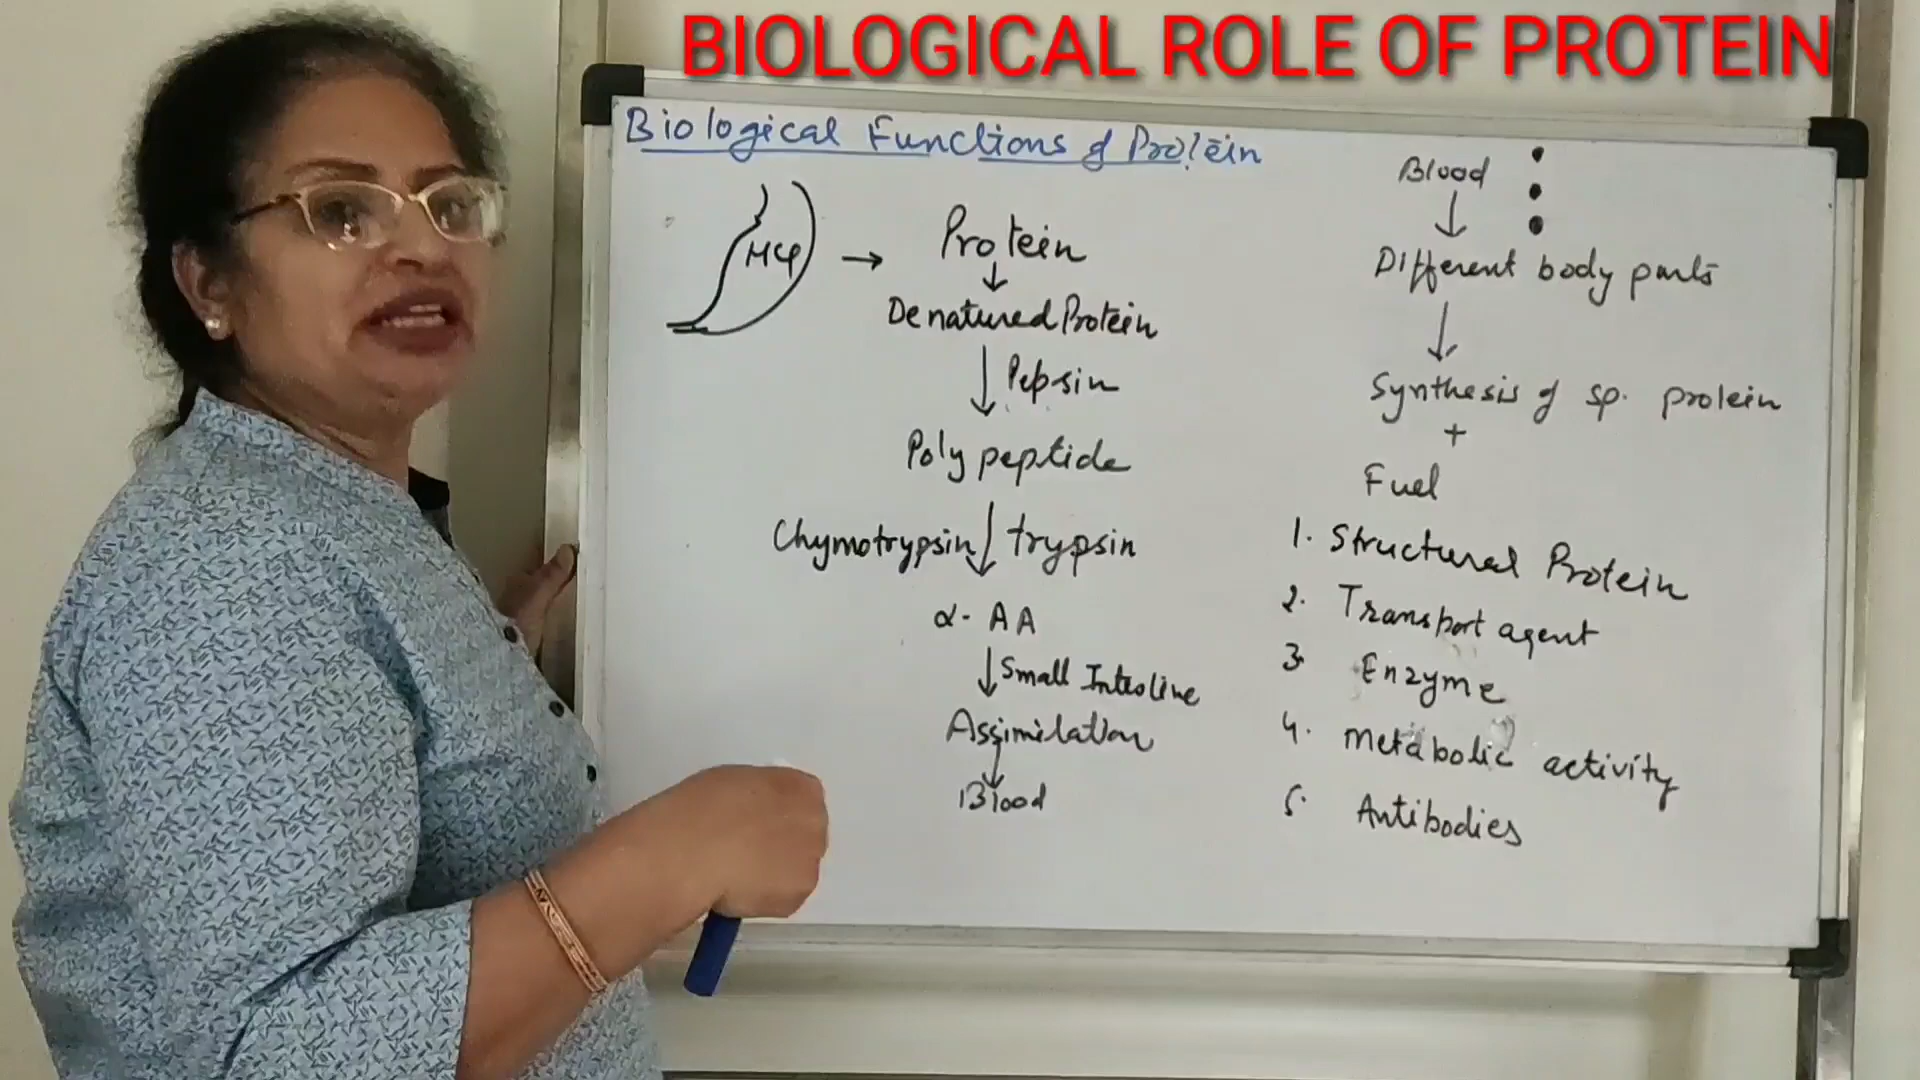 BIOLOGICAL ROLE OF PROTEIN
Biological Functions of Protein
HCl → Protein
↓
Denatured Protein
↓ Pepsin
Polypeptide
Chymotrypsin ↓ trypsin
α- AA
↓ Small Intestine
Assimilation
↓
Blood
Blood
↓
Different body parts
↓
Synthesis of sp. protein
+
Fuel
1. Structural Protein
2. Transport agent
3. Enzyme
4. Metabolic activity
5. Antibodies